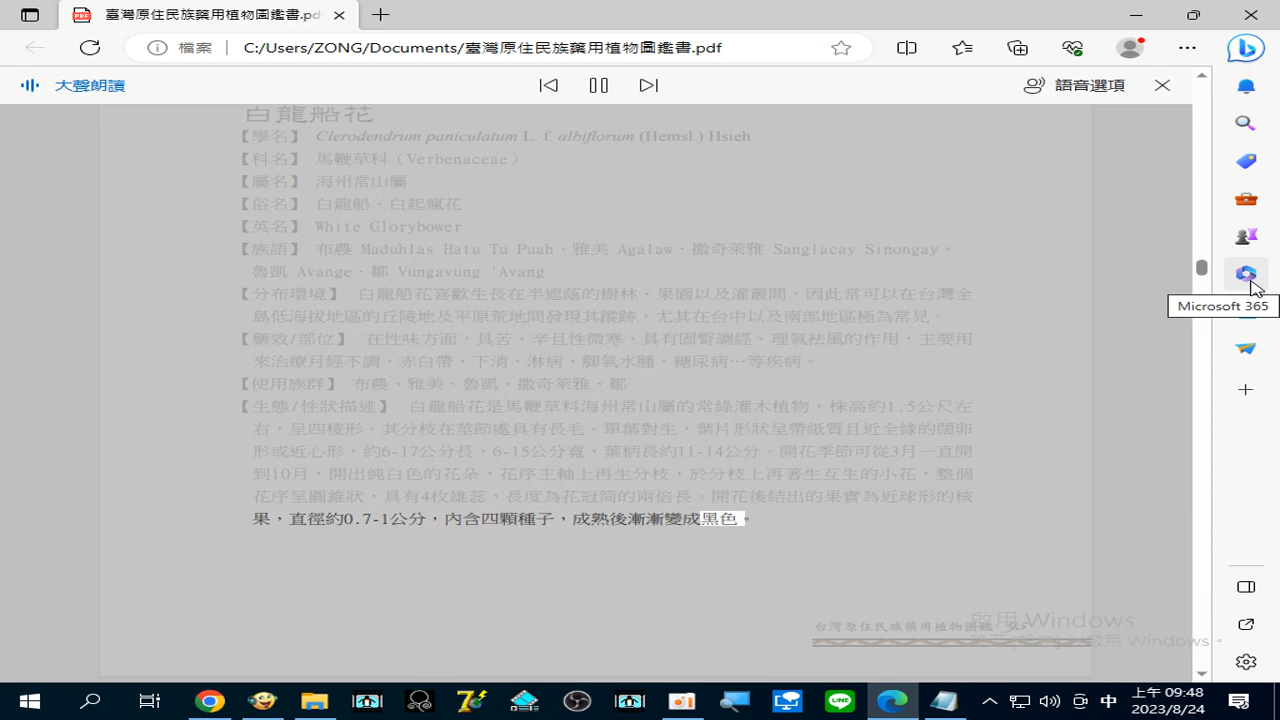 臺灣原住民族藥用植物圖鑑書.pdf
檔案
C:/Users/ZONG/Documents/臺灣原住民族藥用植物圖鑑書.pdf
大聲朗讀
語音選項
白龍船花
【學名】 Clerodendrum paniculatum L. f. albiflorum (Hemsl.) Hsieh
【科名】 馬鞭草科（Verbenaceae）
【屬名】 海州常山屬
【俗名】 白龍船、白起瘋花
【英名】 White Glorybower
【族語】 布農 Maduhlas Hatu Tu Puah、雅美 Agalaw、撒奇萊雅 Sanglacay Sinongay、
魯凱 Avange、鄒 Vungavung 'Avang
【分布環境】 白龍船花喜歡生長在半遮蔭的樹林、果園以及灌叢間，因此常可以在台灣全
島低海拔地區的丘陵地及平原荒地間發現其蹤跡，尤其在台中以及南部地區極為常見。
【藥效/部位】 在性味方面，具苦、辛且性微寒，具有固腎調經、理氣祛風的作用，主要用
來治療月經不調、赤白帶、下消、淋病、腳氣水腫、糖尿病…等疾病。
【使用族群】 布農、雅美、魯凱、撒奇萊雅、鄒
【生態/性狀描述】 白龍船花是馬鞭草科海州常山屬的常綠灌木植物，株高約1.5公尺左
右，呈四稜形，其分枝在莖節處具有長毛。單葉對生、葉片形狀呈帶紙質且近全緣的闊卵
形或近心形，約6-17公分長，6-15公分寬，葉柄長約11-14公分。開花季節可從3月一直開
到10月，開出純白色的花朵，花序主軸上再生分枝，於分枝上再著生互生的小花，整個
花序呈圓錐狀，具有4枚雄蕊，長度為花冠筒的兩倍長。開花後結出的果實為近球形的核
果，直徑約0.7-1公分，內含四顆種子，成熟後漸漸變成黑色。
台灣原住民族藥用植物圖鑑
啟用 Windows
Microsoft 365
LINE
中
上午 09:48
2023/8/24